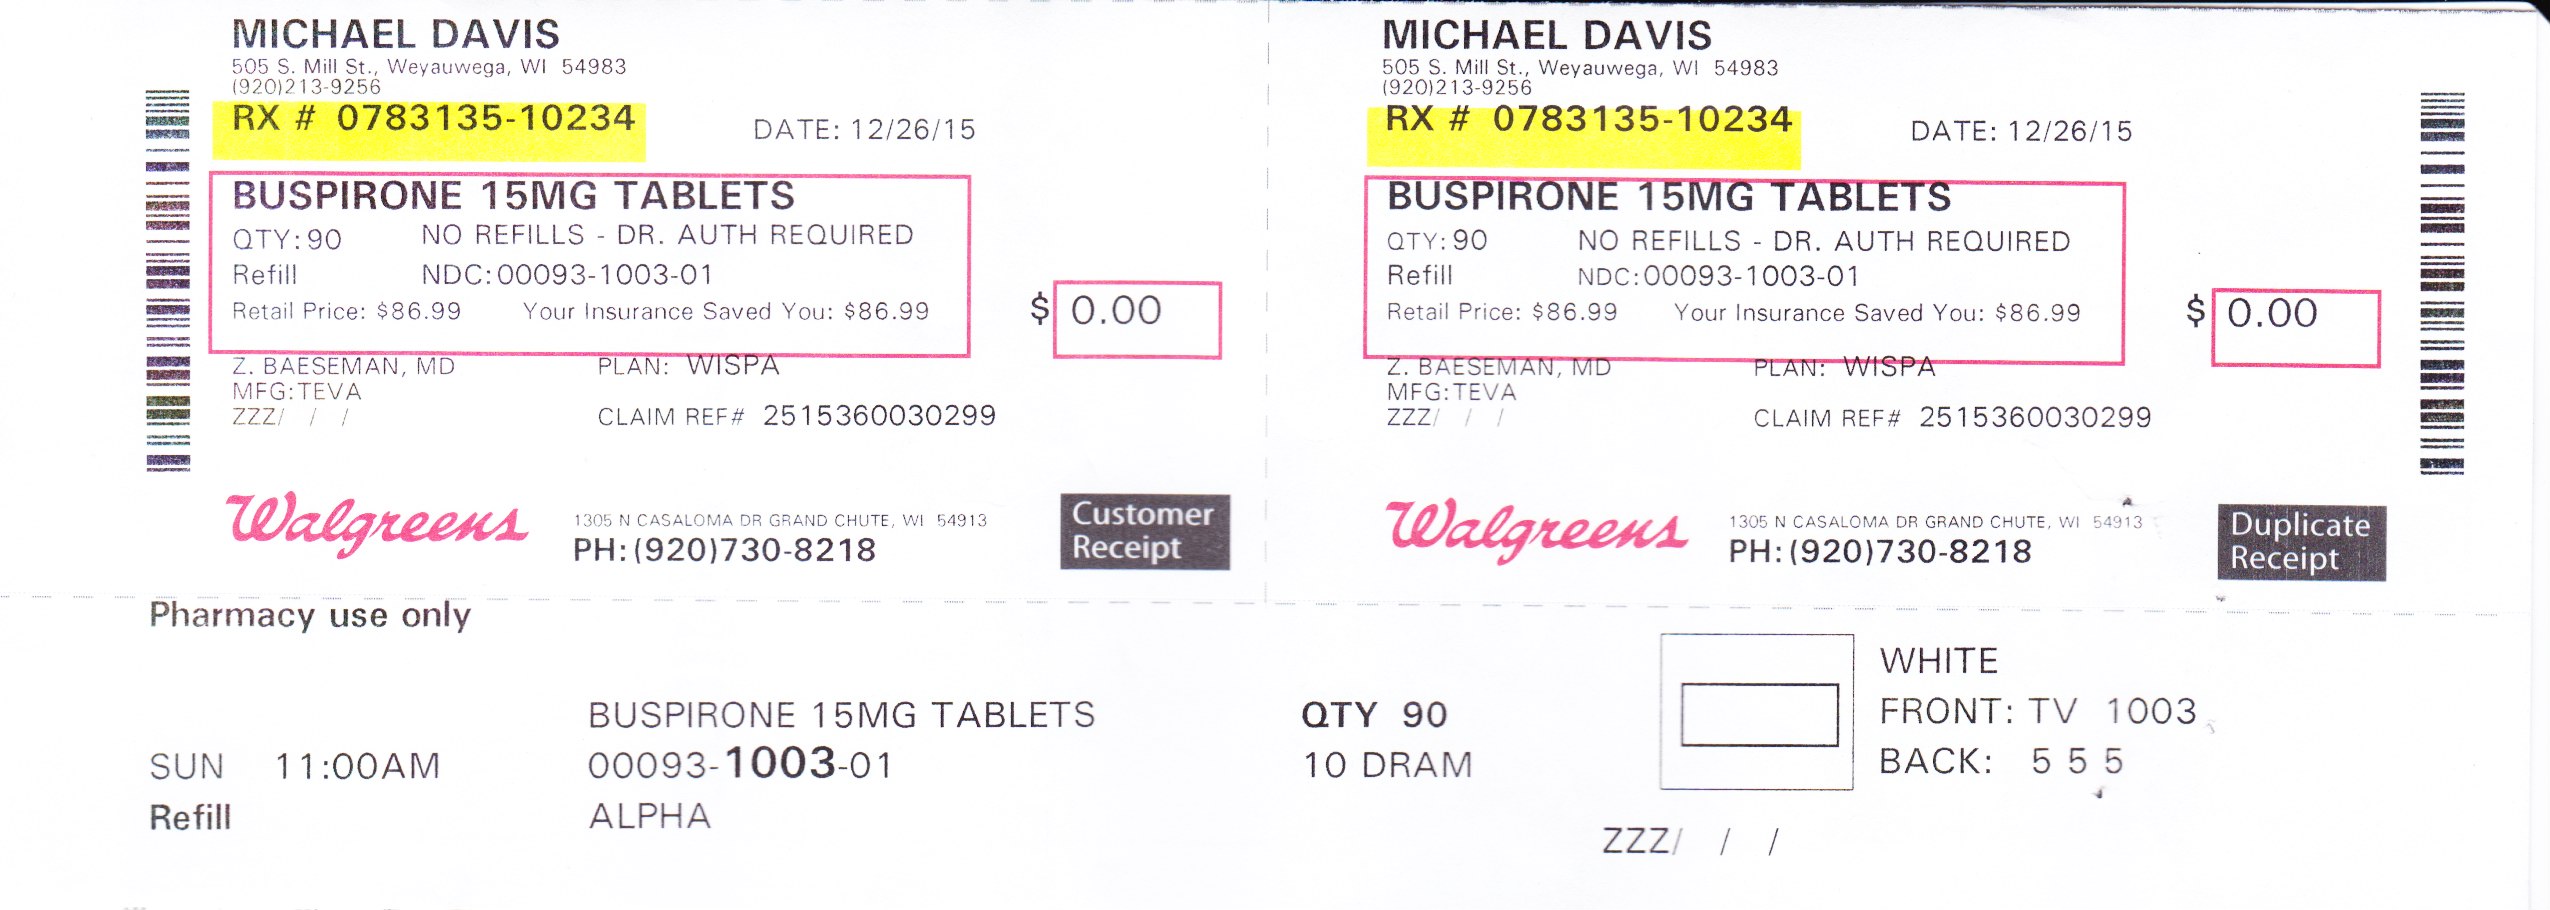 MICHAEL DAVIS
505 S. Mill St., Weyauwega, WI 54983
(920)213-9256
RX # 0783135-10234
DATE: 12/26/15
BUSPIRONE 15MG TABLETS
QTY: 90 NO REFILLS - DR. AUTH REQUIRED
Refill NDC: 00093-1003-01
Retail Price: $86.99 Your Insurance Saved You: $86.99
$ 0.00
Z. BAESEMAN, MD PLAN: WISPA
MFG:TEVA
ZZZ/ / / CLAIM REF# 2515360030299
Walgreens
1305 N CASALOMA DR GRAND CHUTE, WI 54913
PH: (920)730-8218
Customer
Receipt
MICHAEL DAVIS
505 S. Mill St., Weyauwega, WI 54983
(920)213-9256
RX # 0783135-10234
DATE: 12/26/15
BUSPIRONE 15MG TABLETS
QTY: 90 NO REFILLS - DR. AUTH REQUIRED
Refill NDC: 00093-1003-01
Retail Price: $86.99 Your Insurance Saved You: $86.99
$ 0.00
Z. BAESEMAN, MD PLAN: WISPA
MFG:TEVA
ZZZ/ / / CLAIM REF# 2515360030299
Walgreens
1305 N CASALOMA DR GRAND CHUTE, WI 54913
PH: (920)730-8218
Duplicate
Receipt
Pharmacy use only
BUSPIRONE 15MG TABLETS
SUN 11:00AM 00093-1003-01
Refill ALPHA
QTY 90
10 DRAM
WHITE
FRONT: TV 1003
BACK: 5 5 5
ZZZ/ / /